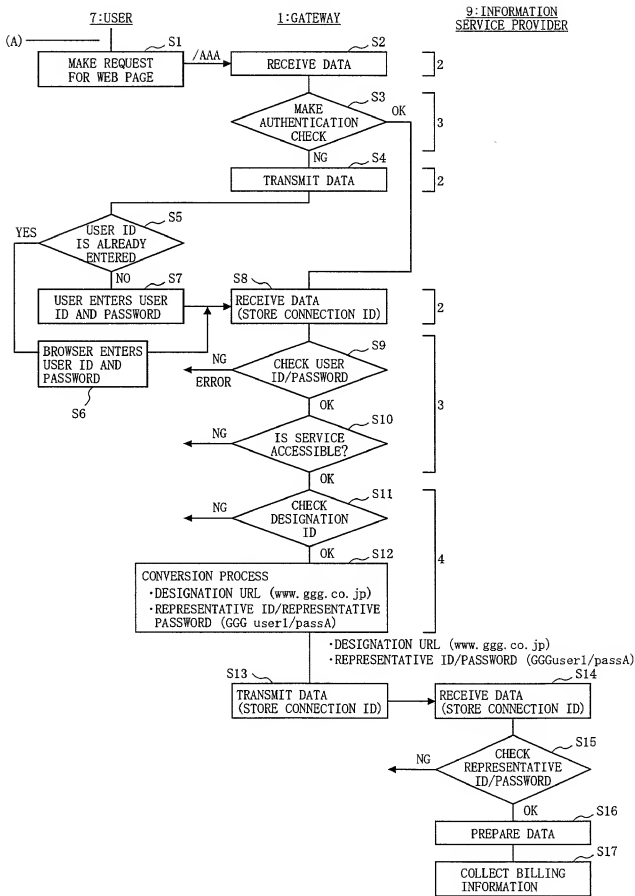 7:USER
1:GATEWAY
9:INFORMATION
SERVICE PROVIDER
(A)
S1
MAKE REQUEST
FOR WEB PAGE
/AAA
S2
RECEIVE DATA
2
S3
MAKE
AUTHENTICATION
CHECK
OK
3
NG
S4
TRANSMIT DATA
2
S5
YES
USER ID
IS ALREADY
ENTERED
NO
S7
USER ENTERS USER
ID AND PASSWORD
S8
RECEIVE DATA
(STORE CONNECTION ID)
2
BROWSER ENTERS
USER ID AND
PASSWORD
S6
S9
NG
ERROR
CHECK USER
ID/PASSWORD
OK
3
S10
NG
IS SERVICE
ACCESSIBLE?
OK
S11
NG
CHECK
DESIGNATION
ID
OK
4
S12
CONVERSION PROCESS
・DESIGNATION URL (www.ggg.co.jp)
・REPRESENTATIVE ID/REPRESENTATIVE
PASSWORD (GGG user1/passA)
・DESIGNATION URL (www.ggg.co.jp)
・REPRESENTATIVE ID/PASSWORD (GGGuser1/passA)
S13
TRANSMIT DATA
(STORE CONNECTION ID)
S14
RECEIVE DATA
(STORE CONNECTION ID)
S15
NG
CHECK
REPRESENTATIVE
ID/PASSWORD
OK
S16
PREPARE DATA
S17
COLLECT BILLING
INFORMATION